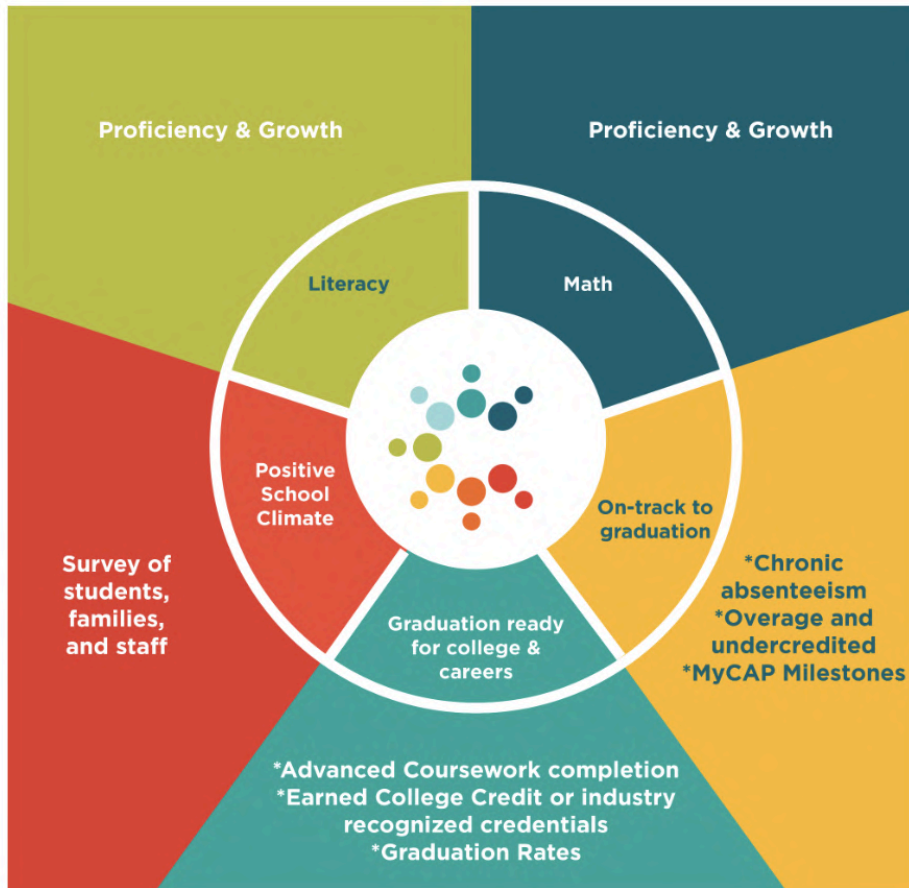 Proficiency & Growth
Proficiency & Growth
Literacy
Math
Positive
School
Climate
On-track to
graduation
Survey of
students,
families,
and staff
*Chronic
absenteeism
*Overage and
undercredited
*MyCAP Milestones
Graduation ready
for college &
careers
*Advanced Coursework completion
*Earned College Credit or industry
recognized credentials
*Graduation Rates